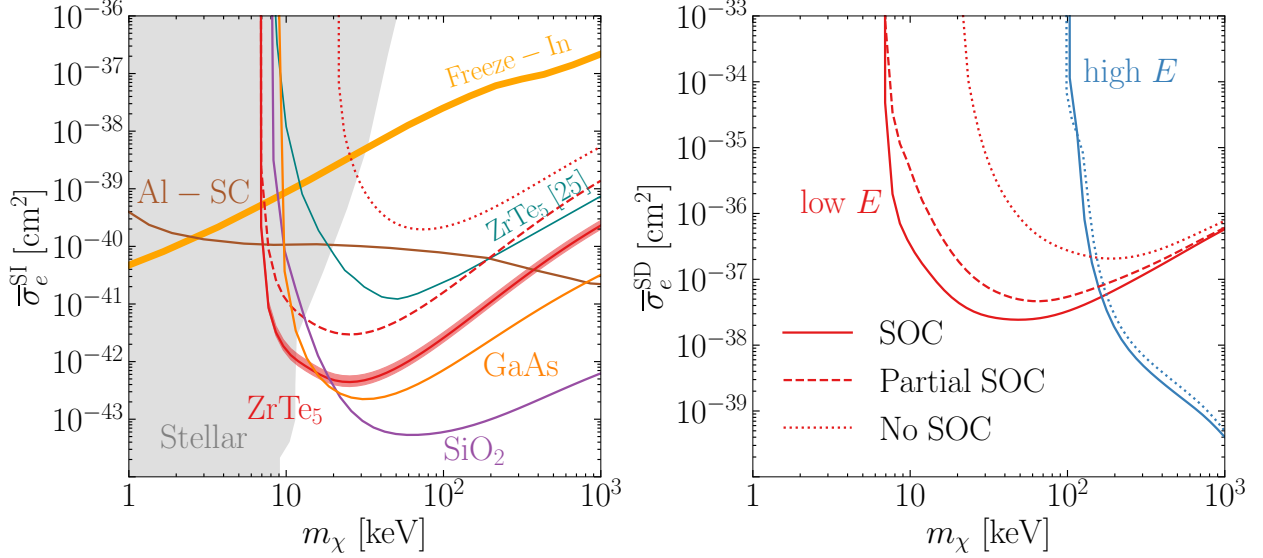 10⁻³⁶
10⁻³⁷
10⁻³⁸
10⁻³⁹
10⁻⁴⁰
10⁻⁴¹
10⁻⁴²
10⁻⁴³
σ̅ₑ^SI [cm²]
Freeze – In
Al – SC
ZrTe₅ [25]
GaAs
ZrTe₅
Stellar
SiO₂
1
10
10²
10³
m_χ [keV]
10⁻³³
10⁻³⁴
10⁻³⁵
10⁻³⁶
10⁻³⁷
10⁻³⁸
10⁻³⁹
σ̅ₑ^SD [cm²]
high E
low E
SOC
Partial SOC
No SOC
1
10
10²
10³
m_χ [keV]